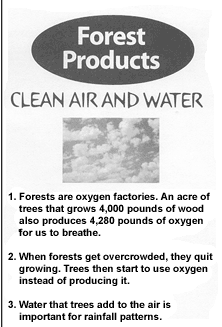 Forest
Products
CLEAN AIR AND WATER
1. Forests are oxygen factories. An acre of
trees that grows 4,000 pounds of wood
also produces 4,280 pounds of oxygen
for us to breathe.
2. When forests get overcrowded, they quit
growing. Trees then start to use oxygen
instead of producing it.
3. Water that trees add to the air is
important for rainfall patterns.